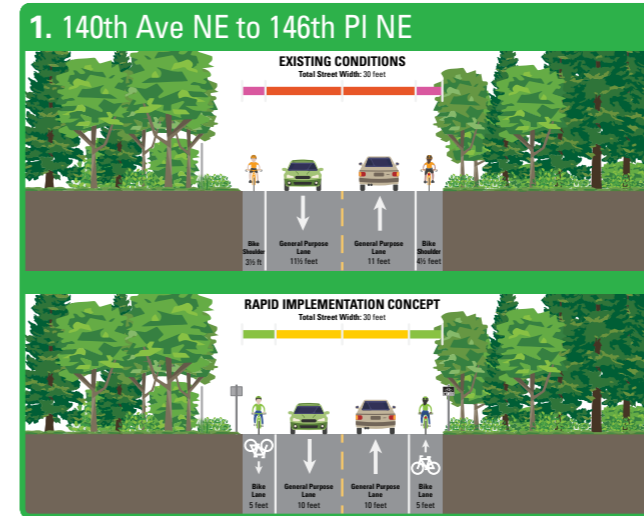 1. 140th Ave NE to 146th Pl NE
EXISTING CONDITIONS
Total Street Width: 30 feet
Bike Shoulder 3½ ft
General Purpose Lane 11½ feet
General Purpose Lane 11 feet
Bike Shoulder 4½ feet
RAPID IMPLEMENTATION CONCEPT
Total Street Width: 30 feet
Bike Lane 5 feet
General Purpose Lane 10 feet
General Purpose Lane 10 feet
Bike Lane 5 feet